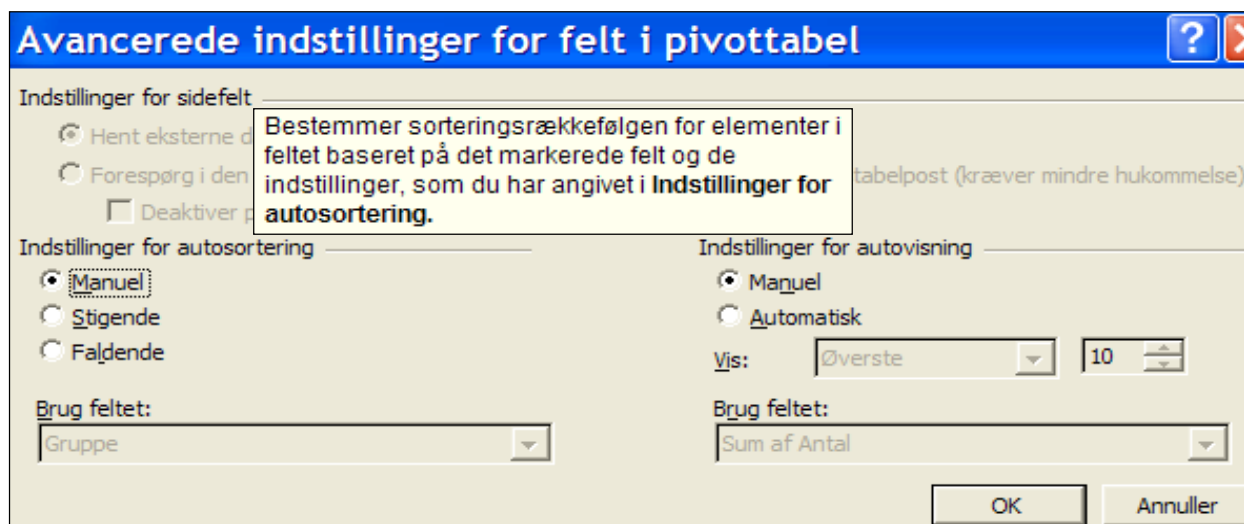 Avancerede indstillinger for felt i pivottabel
Indstillinger for sidefelt
Hent eksterne
Bestemmer sorteringsrækkefølgen for elementer i
feltet baseret på det markerede felt og de
indstillinger, som du har angivet i Indstillinger for
autosortering.
Forespørg i den
tabelpost (kræver mindre hukommelse)
Deaktiver
Indstillinger for autosortering
Manuel
Stigende
Faldende
Brug feltet:
Gruppe
Indstillinger for autovisning
Manuel
Automatisk
Vis: Øverste 10
Brug feltet:
Sum af Antal
OK Annuller